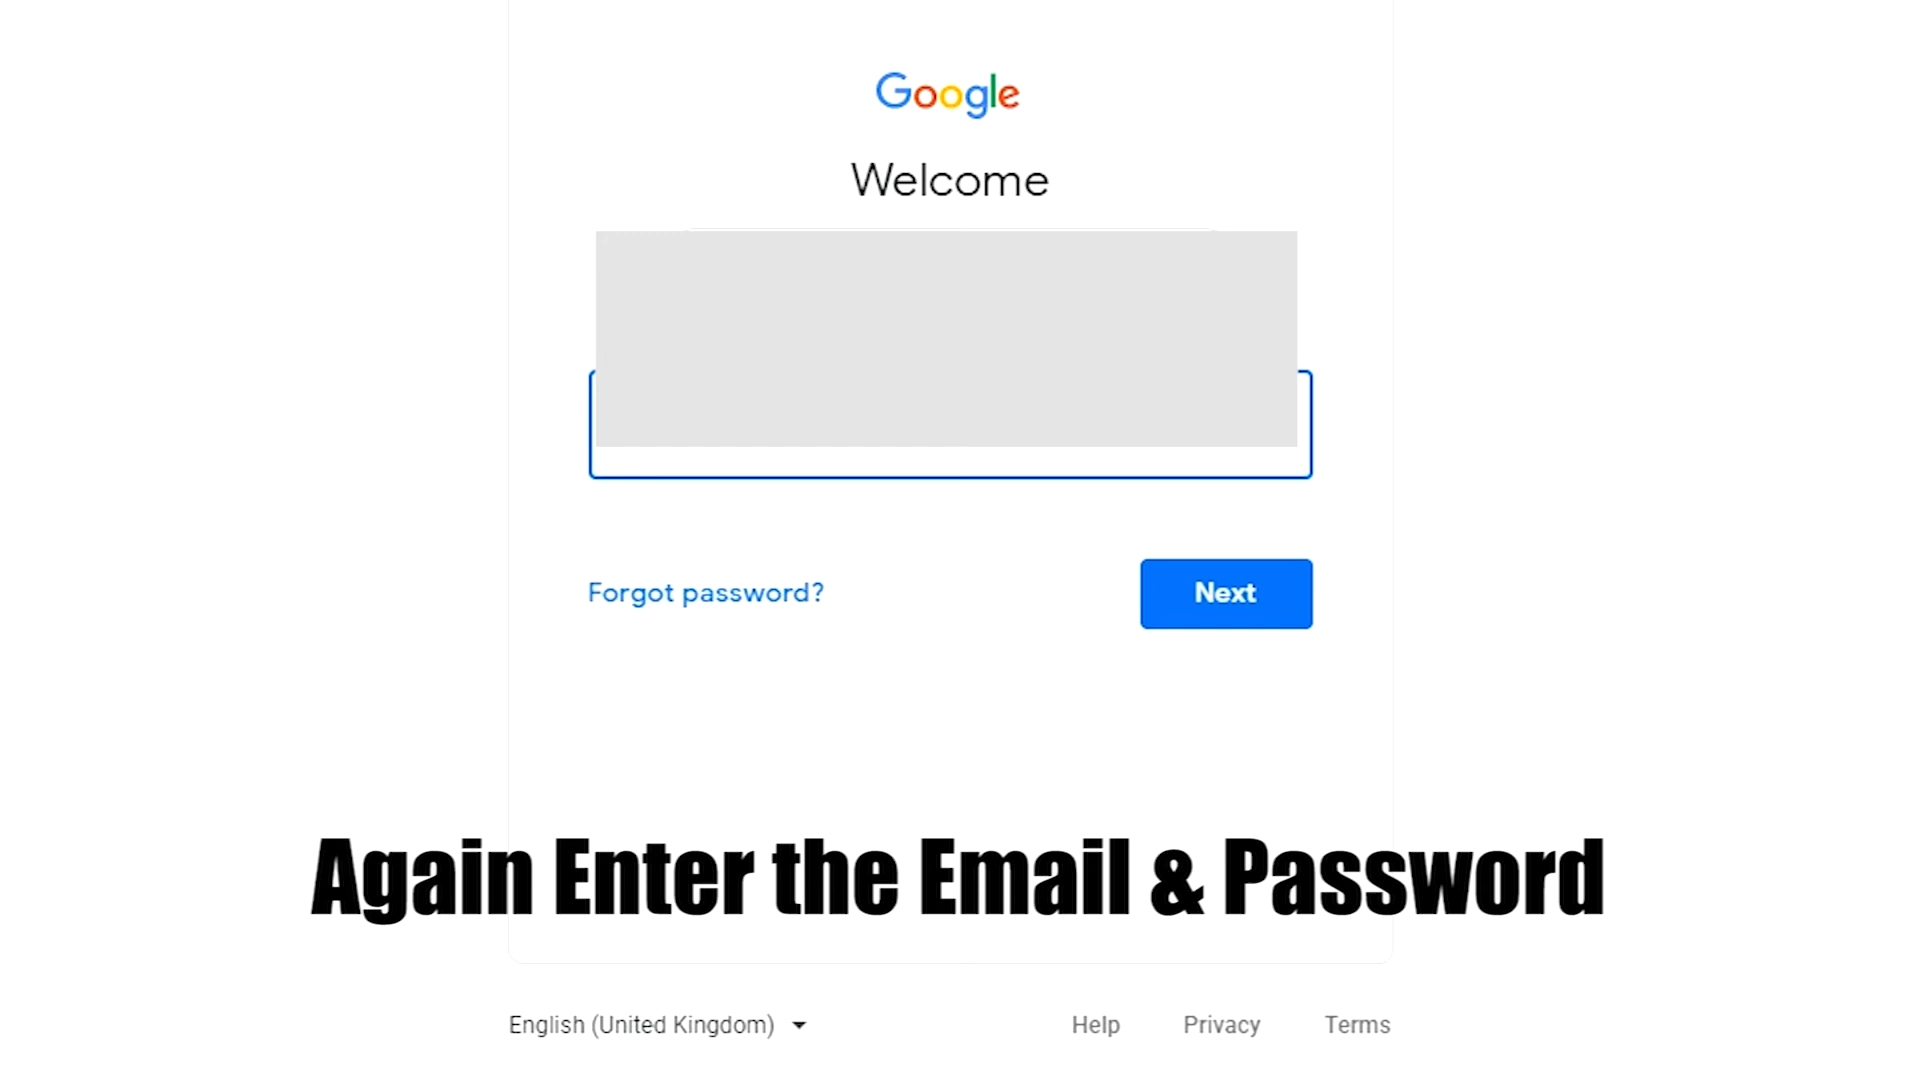 Google
Welcome
Forgot password?
Next
Again Enter the Email & Password
English (United Kingdom)
Help Privacy Terms